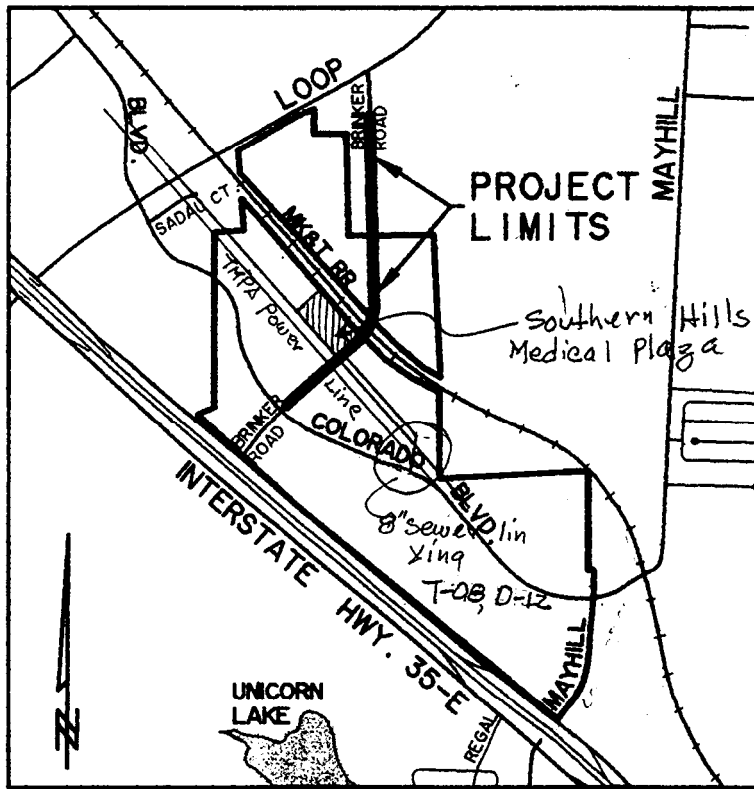 LOOP
BLVD.
BRINKER
ROAD
MAYHILL
PROJECT
LIMITS
SADAU CT.
MK&T RR
TMPA Power
Line
Southern Hills
Medical Plaza
BRINKER
ROAD
COLORADO
BLVD.
8" sewer lin
Xing
T-08, D-12
INTERSTATE HWY. 35-E
MAYHILL
UNICORN
LAKE
REGAL
N